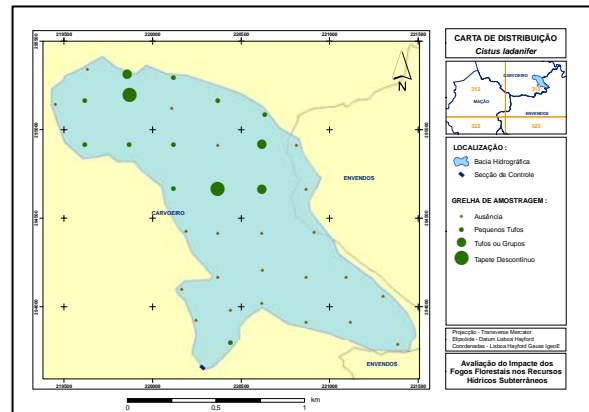 219500 220000 220500 221000 221500
N
ENVENDOS
CARVOEIRO
ENVENDOS
219500 220000 220500 221000 221500
0 0,5 1
km
CARTA DE DISTRIBUIÇÃO
Cistus ladanifer
CARVOEIRO
312
MAÇÃO
ENVENDOS
322 323
LOCALIZAÇÃO :
Bacia Hidrográfica
Secção de Controle
GRELHA DE AMOSTRAGEM :
Ausência
Pequenos Tufos
Tufos ou Grupos
Tapete Descontínuo
Projecção - Transverse Mercator
Elipsóide - Datum Lisboa Hayford
Coordenadas - Lisboa Hayford Gauss IgeoE
Avaliação do Impacte dos
Fogos Florestais nos Recursos
Hídricos Subterrâneos